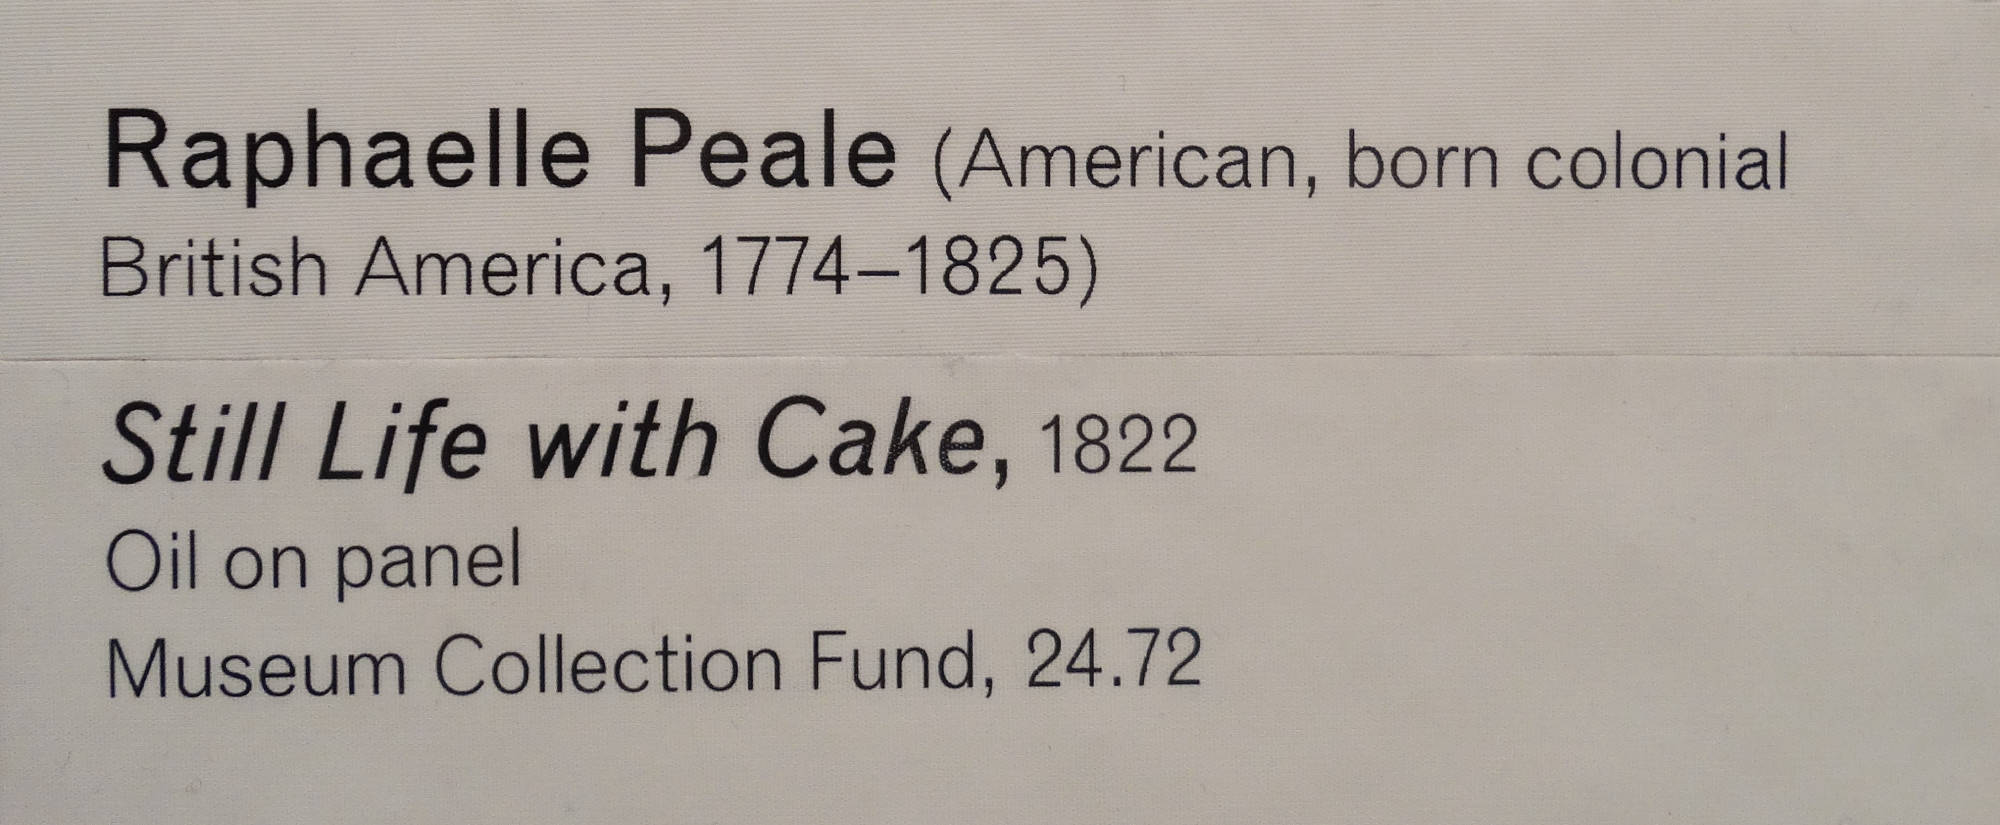 Raphaelle Peale (American, born colonial
British America, 1774–1825)
Still Life with Cake, 1822
Oil on panel
Museum Collection Fund, 24.72